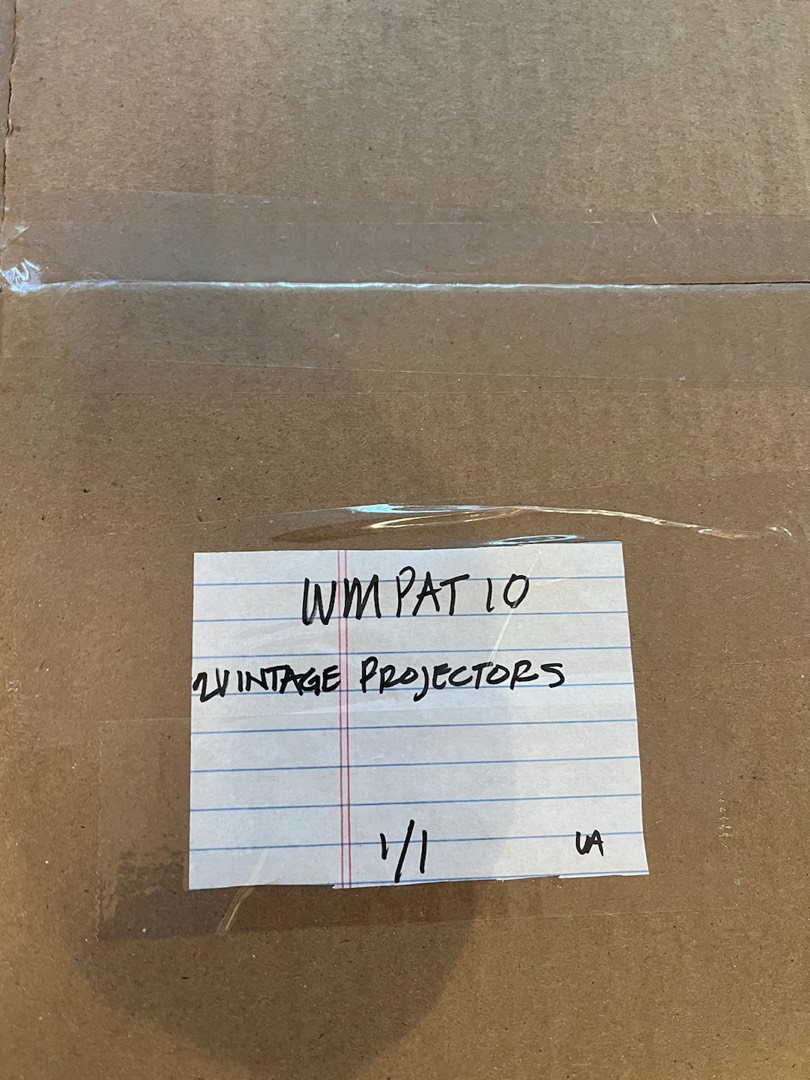 WM PATIO
2 VINTAGE PROJECTORS
1/1
UA